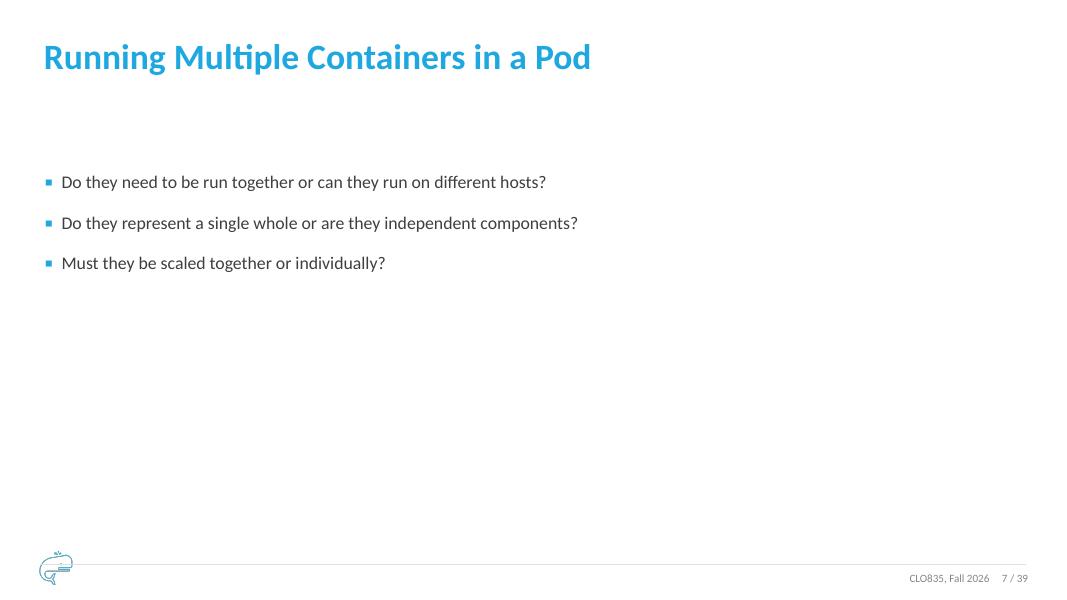 Running Multiple Containers in a Pod
Do they need to be run together or can they run on different hosts?
Do they represent a single whole or are they independent components?
Must they be scaled together or individually?
CLO835, Fall 2026 7 / 39